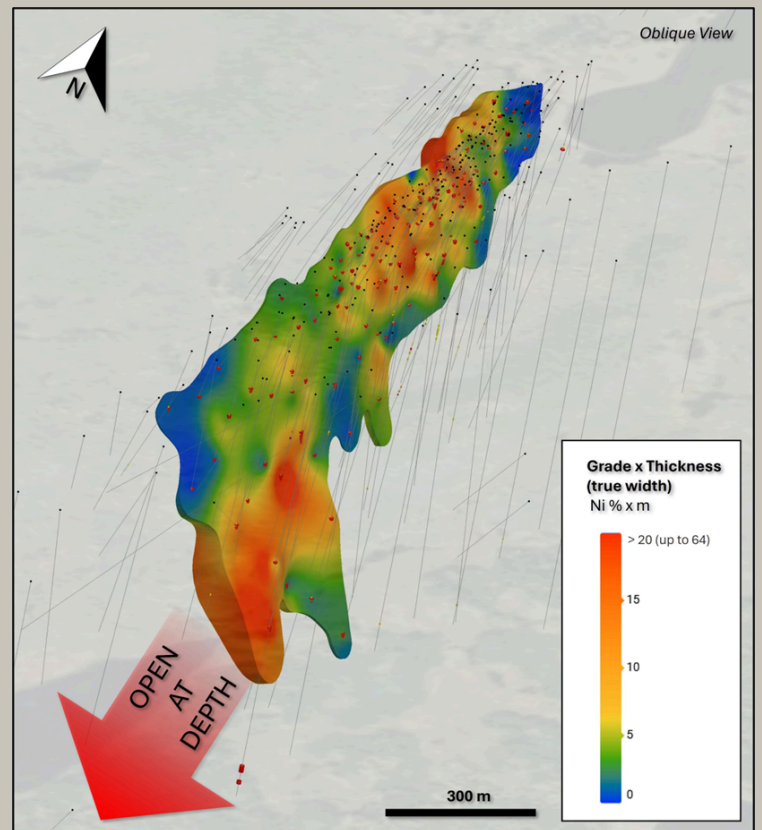 Oblique View
N
OPEN
AT
DEPTH
Grade x Thickness
(true width)
Ni % x m
> 20 (up to 64)
15
10
5
0
300 m